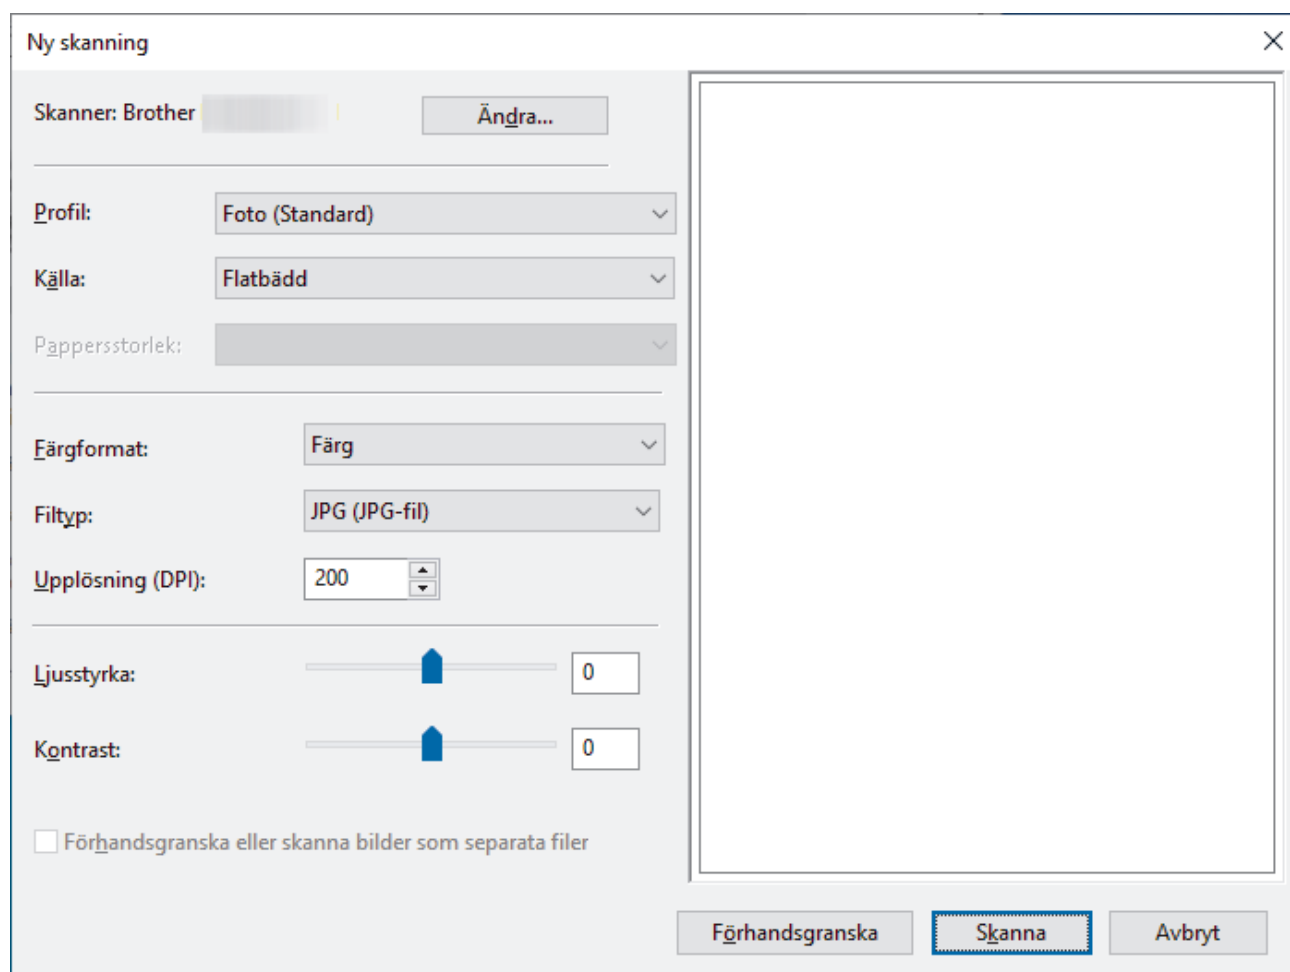 Ny skanning
Skanner: Brother
Ändra...
Profil: Foto (Standard)
Källa: Flatbädd
Pappersstorlek:
Färgformat: Färg
Filtyp: JPG (JPG-fil)
Upplösning (DPI): 200
Ljusstyrka: 0
Kontrast: 0
Förhandsgranska eller skanna bilder som separata filer
Förhandsgranska Skanna Avbryt